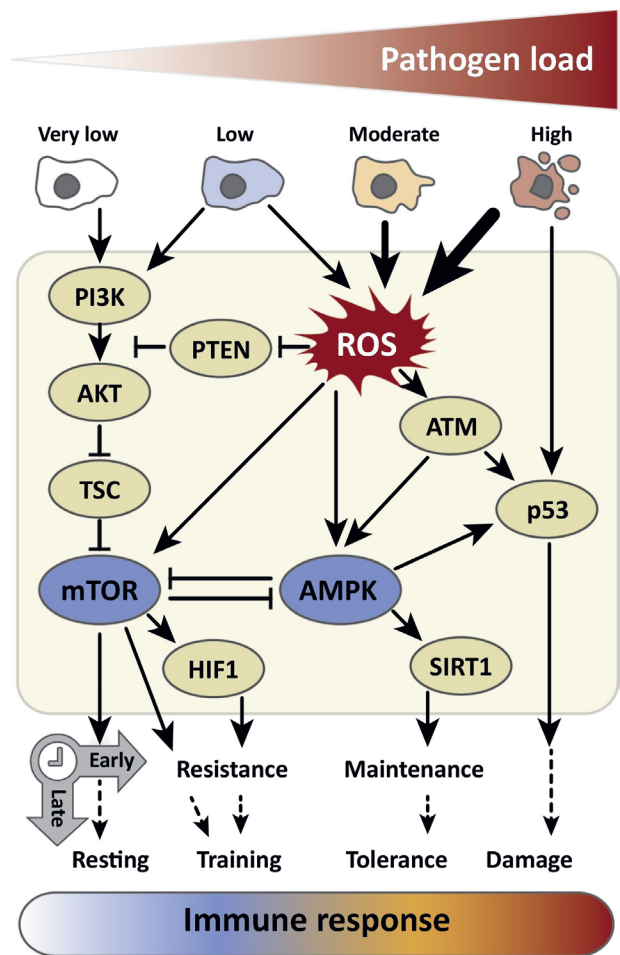 Pathogen load
Very low
Low
Moderate
High
PI3K
PTEN
ROS
AKT
ATM
TSC
p53
mTOR
AMPK
HIF1
SIRT1
Early
Late
Resistance
Maintenance
Resting
Training
Tolerance
Damage
Immune response